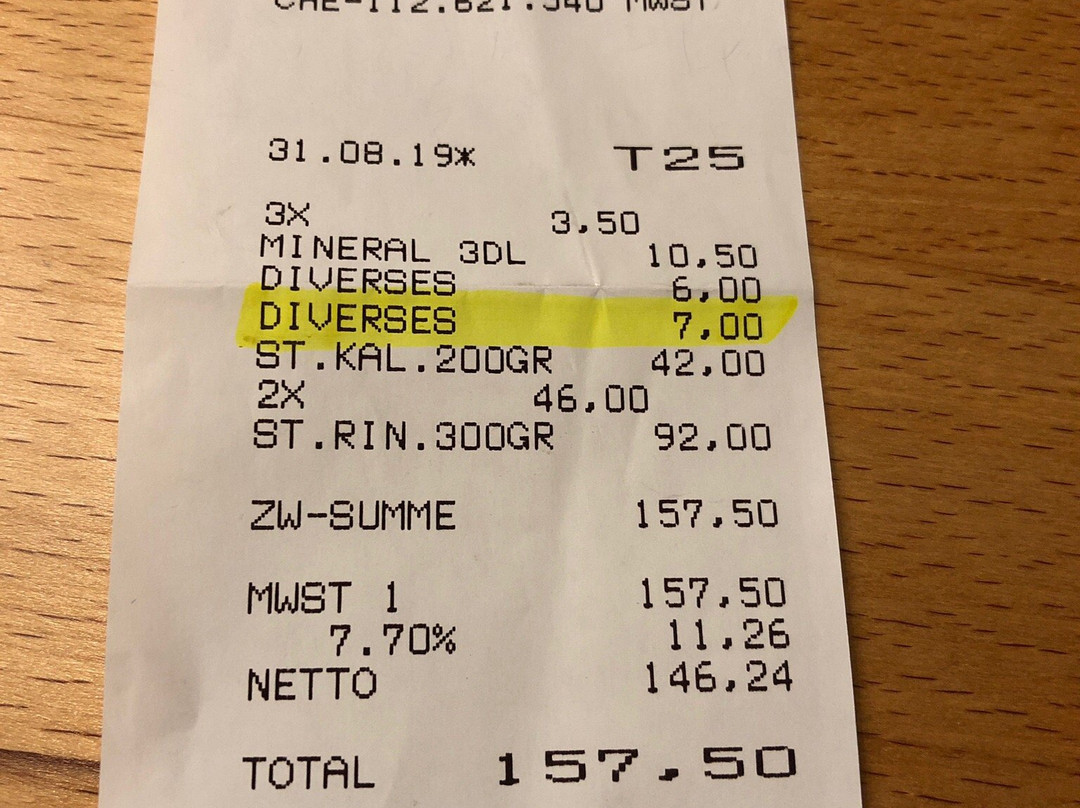 31.08.19* T25
3X 3,50
MINERAL 3DL 10,50
DIVERSES 6,00
DIVERSES 7,00
ST.KAL.200GR 42,00
2X 46,00
ST.RIN.300GR 92,00
ZW-SUMME 157,50
MWST 1 157,50
7.70% 11,26
NETTO 146,24
TOTAL 157,50